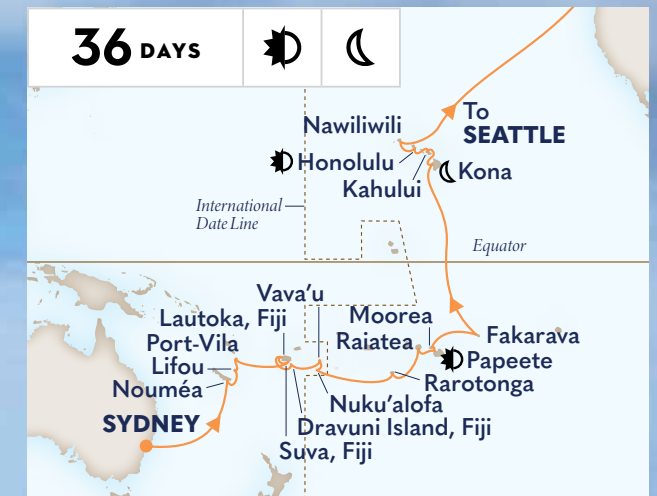 36 DAYS
To
SEATTLE
Nawiliwili
Honolulu
Kahului
Kona
International
Date Line
Equator
Vava'u
Lautoka, Fiji
Port-Vila
Lifou
Nouméa
SYDNEY
Moorea
Raiatea
Fakarava
Papeete
Rarotonga
Nuku'alofa
Dravuni Island, Fiji
Suva, Fiji